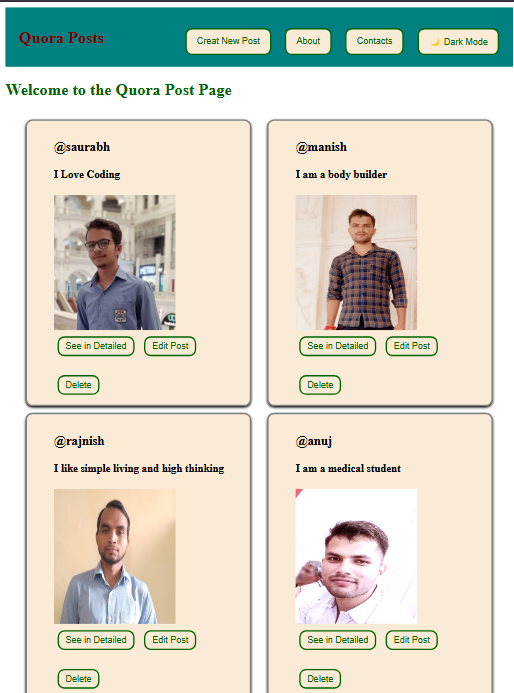 Quora Posts
Creat New Post
About
Contacts
🌙 Dark Mode
Welcome to the Quora Post Page
@saurabh
I Love Coding
See in Detailed
Edit Post
Delete
@manish
I am a body builder
See in Detailed
Edit Post
Delete
@rajnish
I like simple living and high thinking
See in Detailed
Edit Post
Delete
@anuj
I am a medical student
See in Detailed
Edit Post
Delete